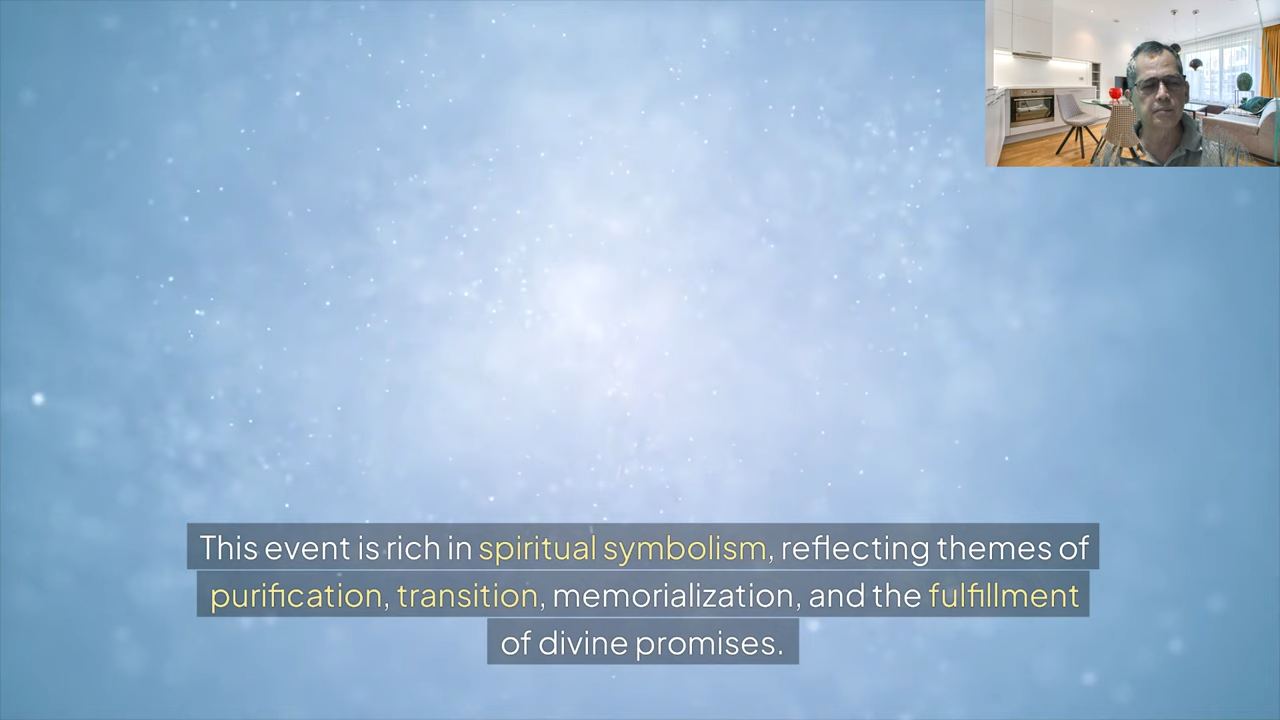 This event is rich in spiritual symbolism, reflecting themes of
purification, transition, memorialization, and the fulfillment
of divine promises.